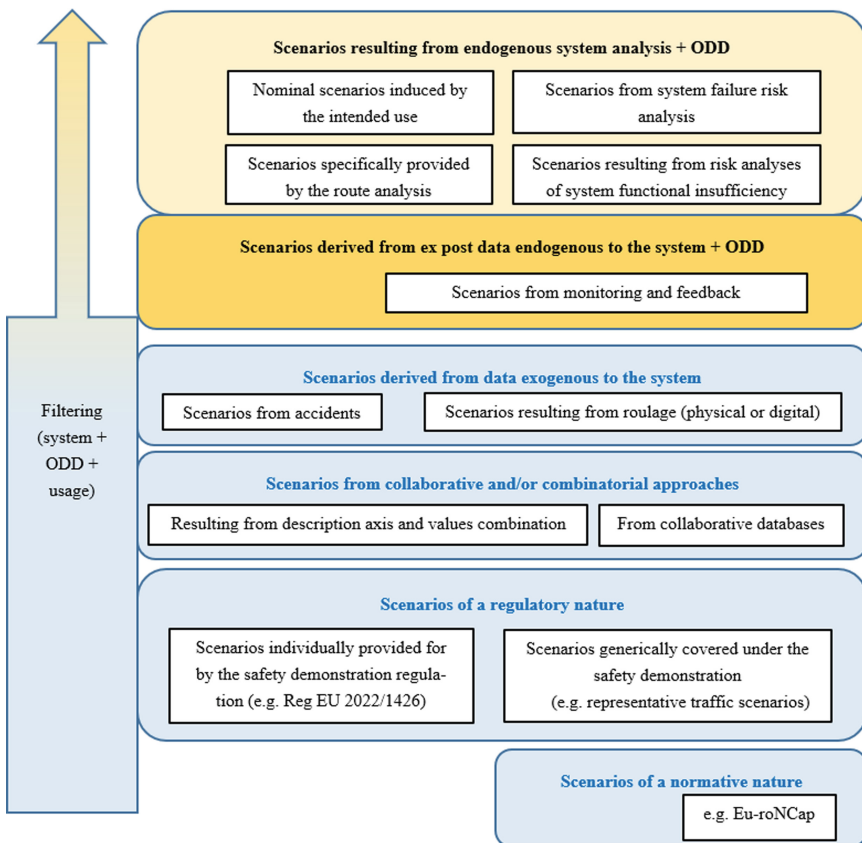 Scenarios resulting from endogenous system analysis + ODD
Nominal scenarios induced by
the intended use
Scenarios from system failure risk
analysis
Scenarios specifically provided
by the route analysis
Scenarios resulting from risk analyses
of system functional insufficiency
Scenarios derived from ex post data endogenous to the system + ODD
Scenarios from monitoring and feedback
Filtering
(system +
ODD +
usage)
Scenarios derived from data exogenous to the system
Scenarios from accidents
Scenarios resulting from roulage (physical or digital)
Scenarios from collaborative and/or combinatorial approaches
Resulting from description axis and values combination
From collaborative databases
Scenarios of a regulatory nature
Scenarios individually provided for
by the safety demonstration regula-
tion (e.g. Reg EU 2022/1426)
Scenarios generically covered under the
safety demonstration
(e.g. representative traffic scenarios)
Scenarios of a normative nature
e.g. Eu-roNCap